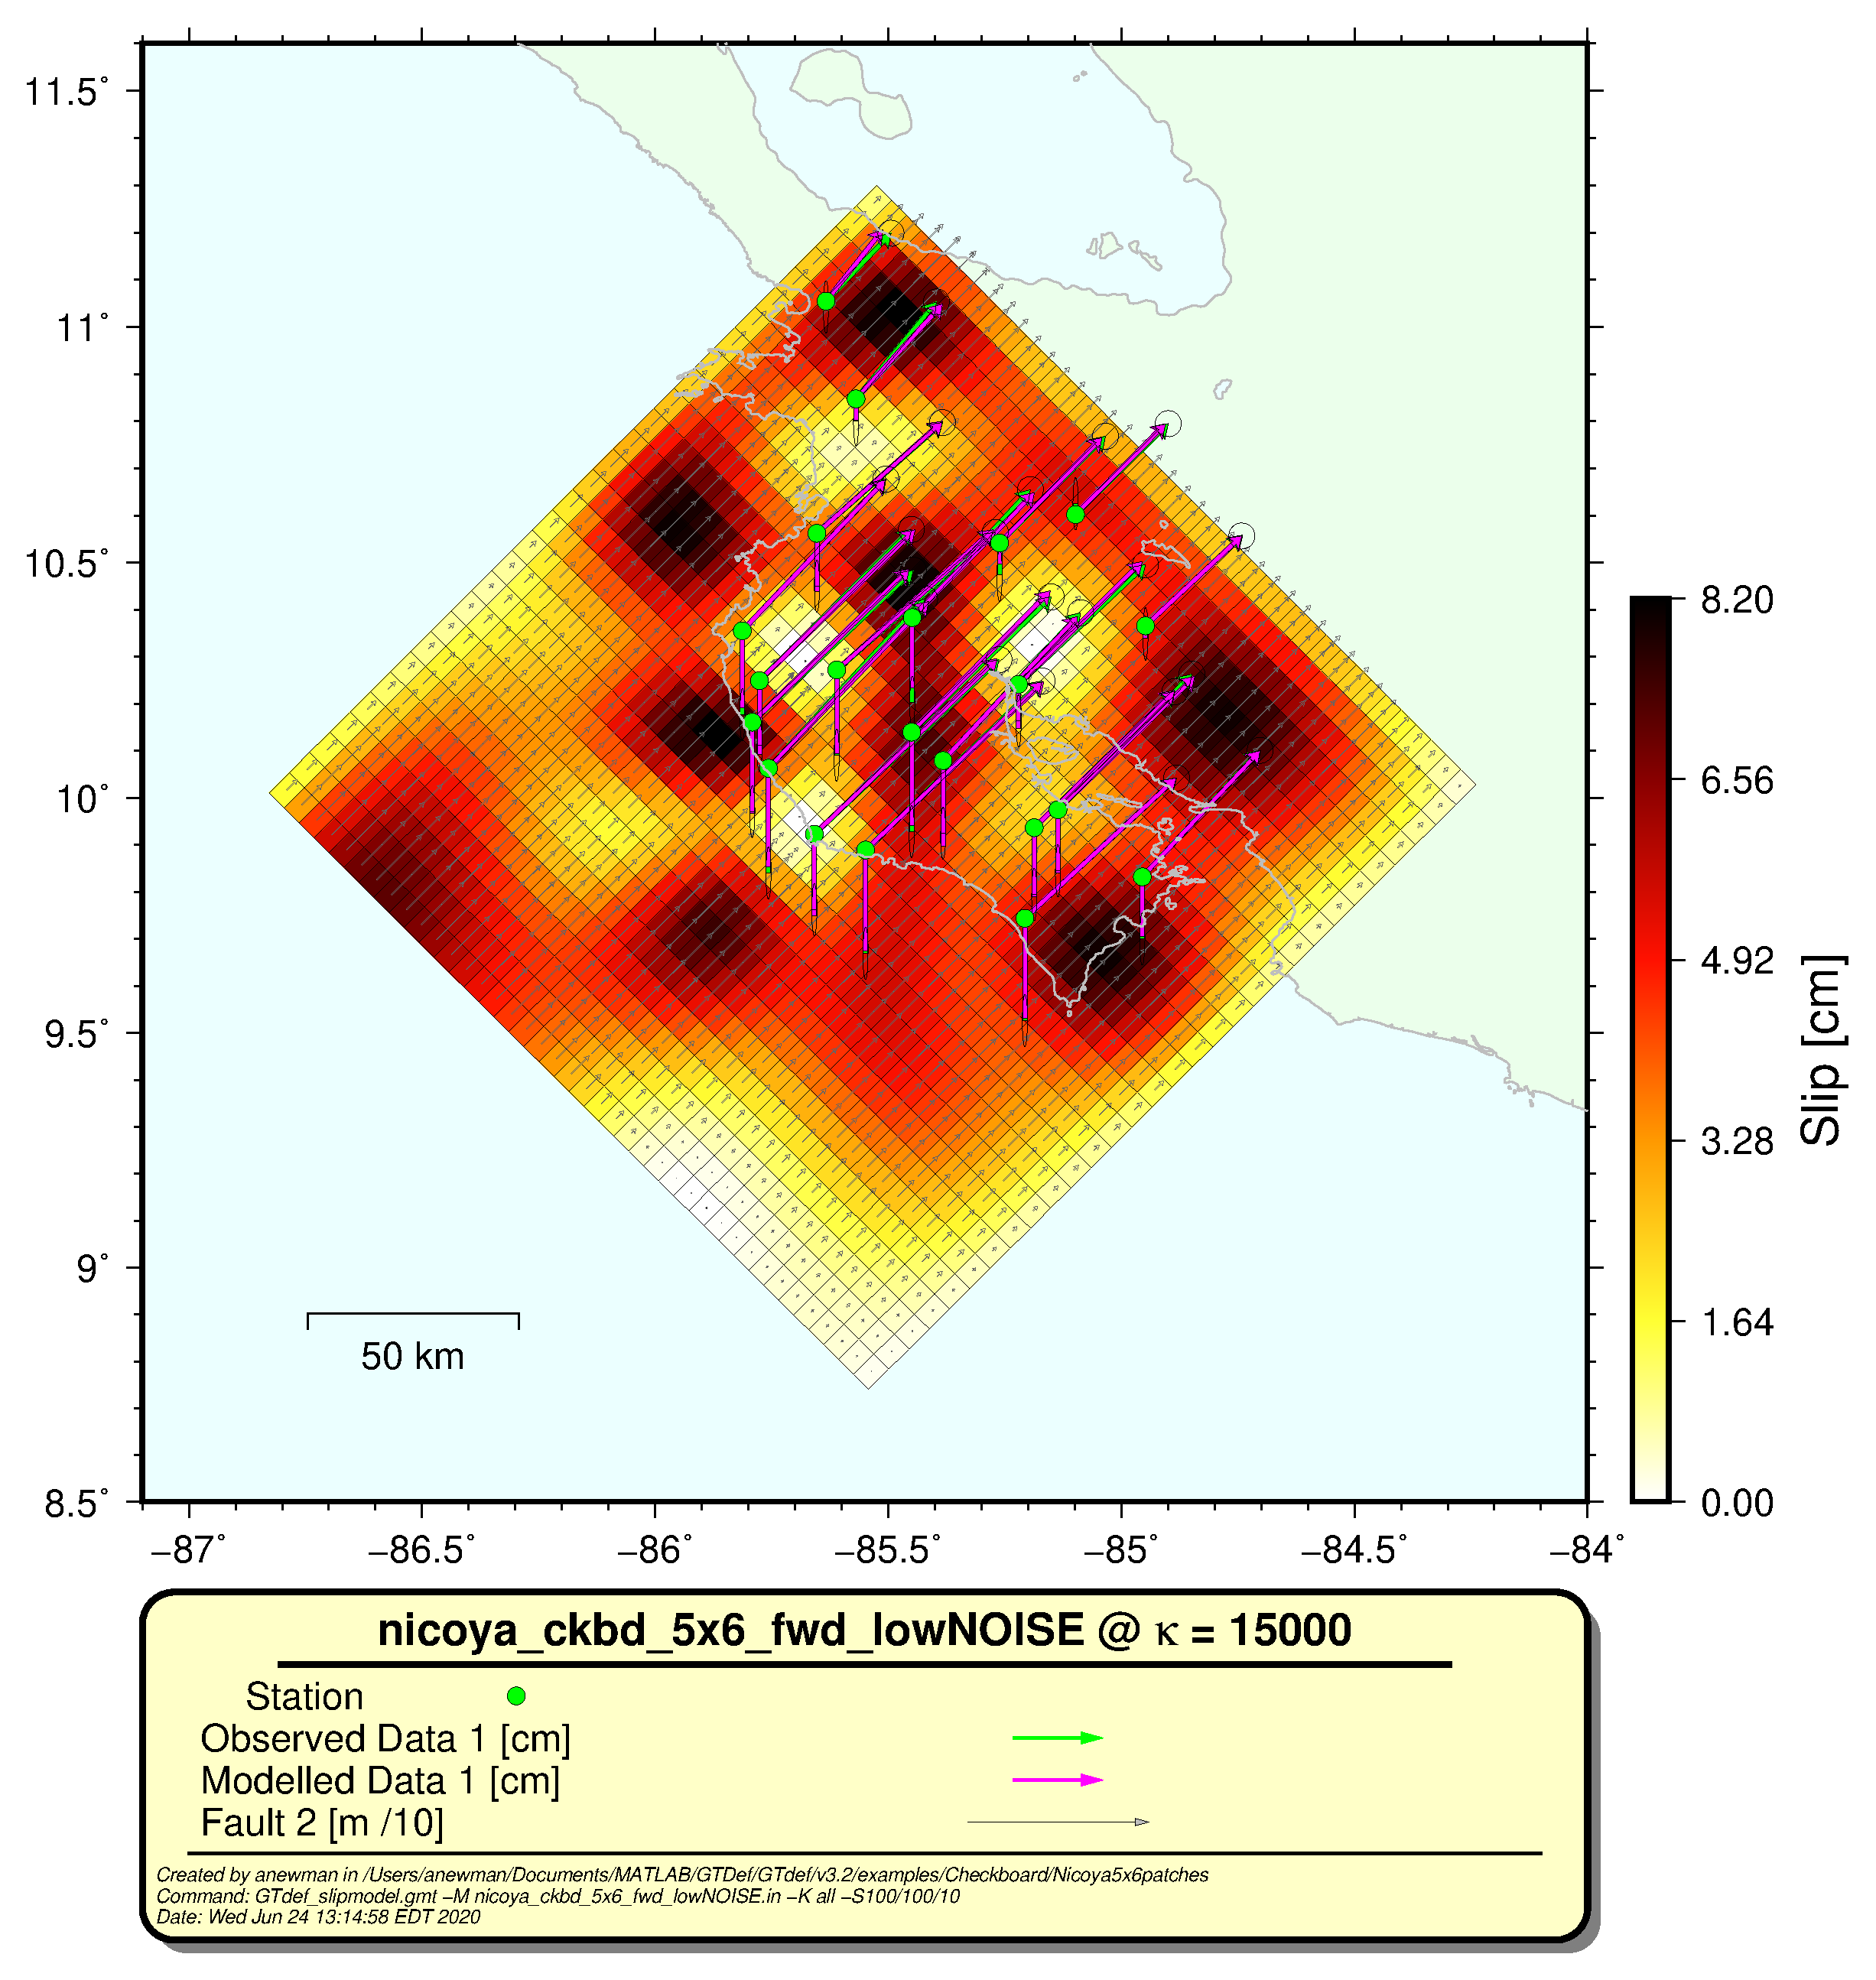 11.5°
11°
10.5°
10°
9.5°
9°
8.5°
−87°
−86.5°
−86°
−85.5°
−85°
−84.5°
−84°
50 km
8.20
6.56
4.92
3.28
1.64
0.00
Slip [cm]
nicoya_ckbd_5x6_fwd_lowNOISE @ κ = 15000
Station
Observed Data 1 [cm]
Modelled Data 1 [cm]
Fault 2 [m /10]
Created by anewman in /Users/anewman/Documents/MATLAB/GTDef/GTdef/v3.2/examples/Checkboard/Nicoya5x6patches
Command: GTdef_slipmodel.gmt −M nicoya_ckbd_5x6_fwd_lowNOISE.in −K all −S100/100/10
Date: Wed Jun 24 13:14:58 EDT 2020